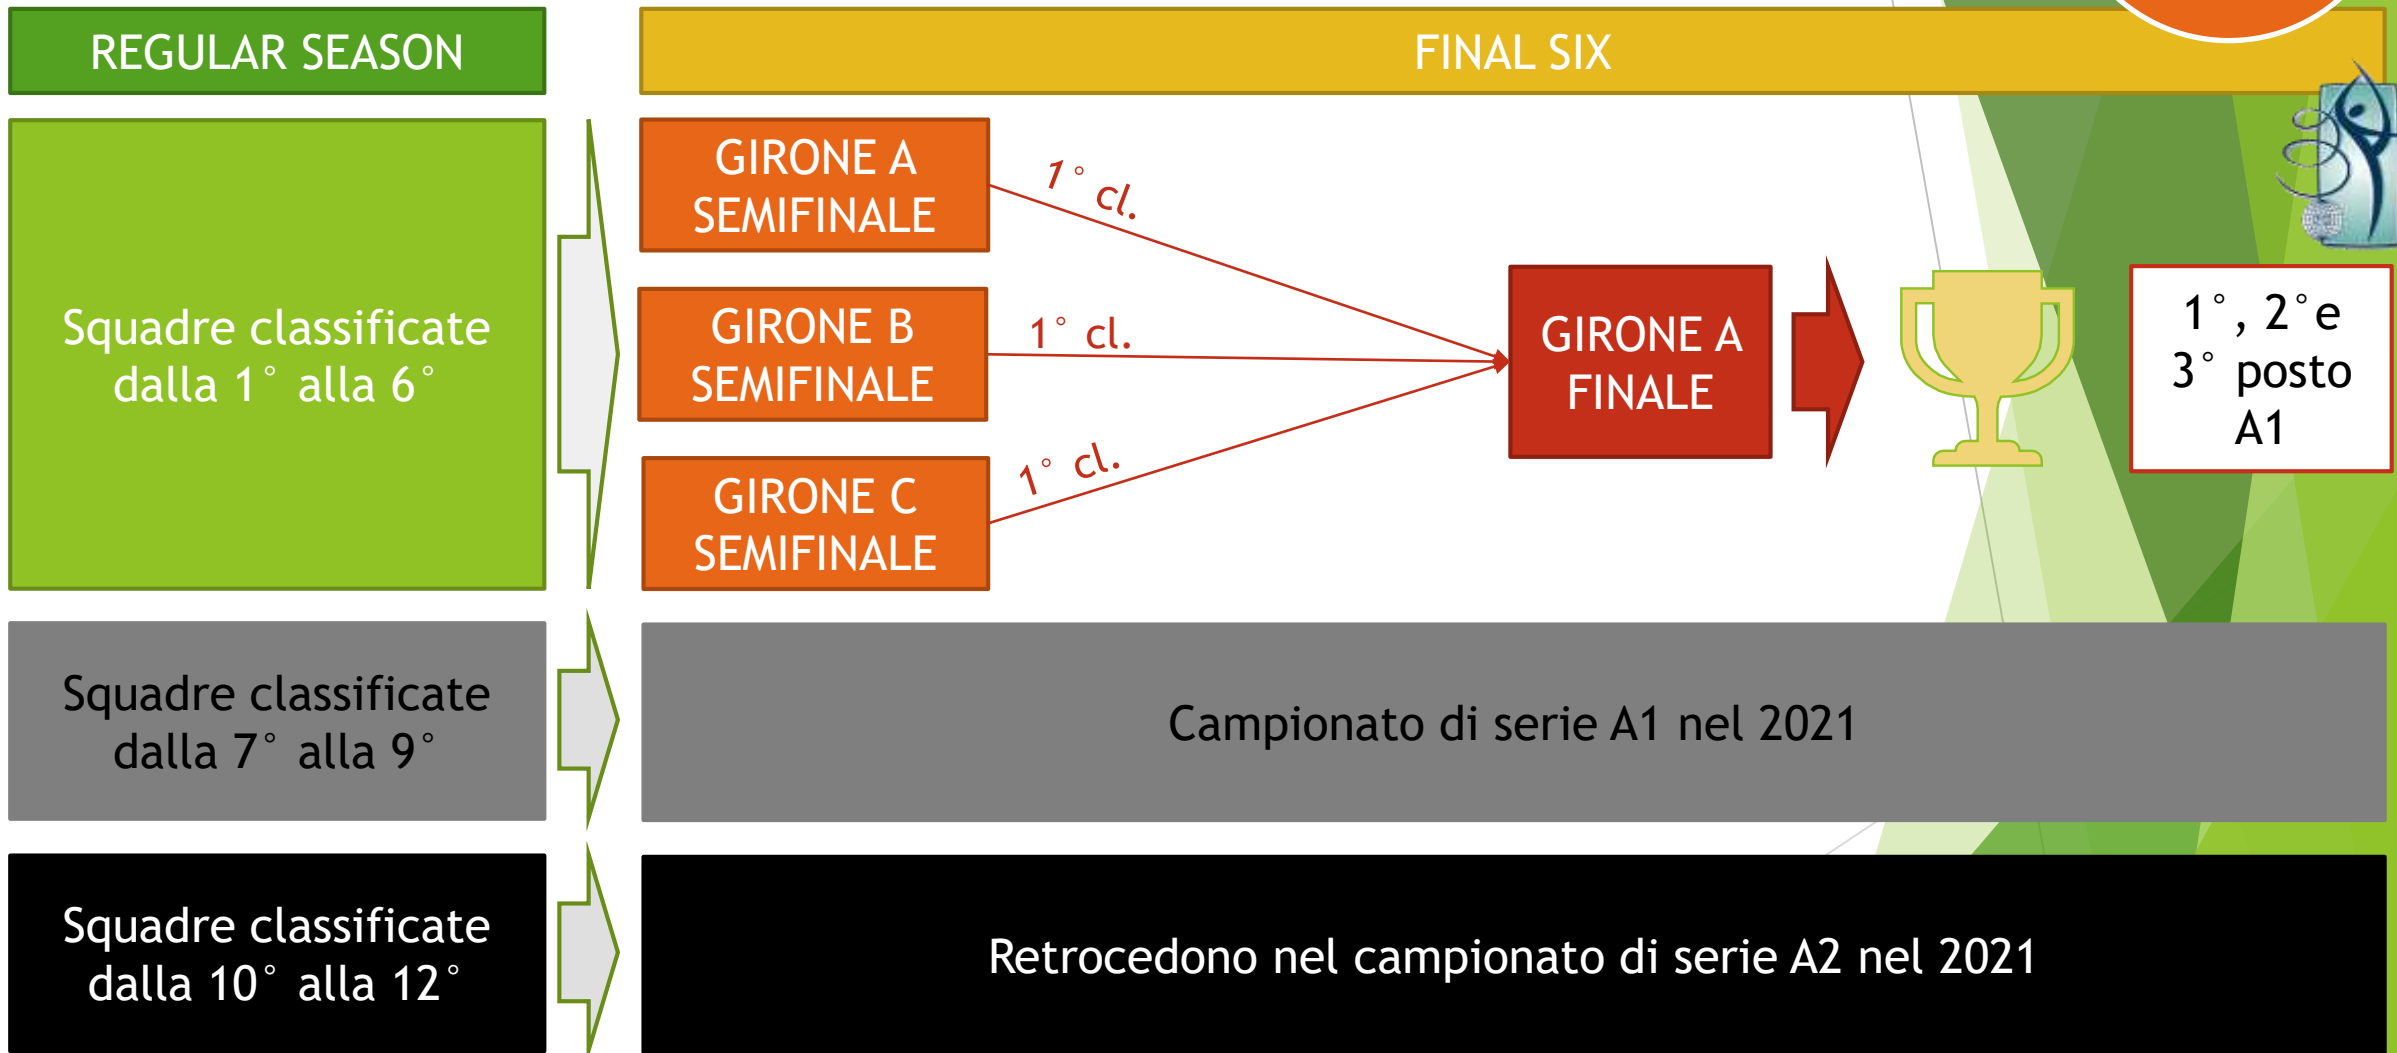 REGULAR SEASON
FINAL SIX
Squadre classificate
dalla 1° alla 6°
GIRONE A
SEMIFINALE
1° cl.
GIRONE B
SEMIFINALE
1° cl.
GIRONE C
SEMIFINALE
1° cl.
GIRONE A
FINALE
1°, 2°e
3° posto
A1
Squadre classificate
dalla 7° alla 9°
Campionato di serie A1 nel 2021
Squadre classificate
dalla 10° alla 12°
Retrocedono nel campionato di serie A2 nel 2021